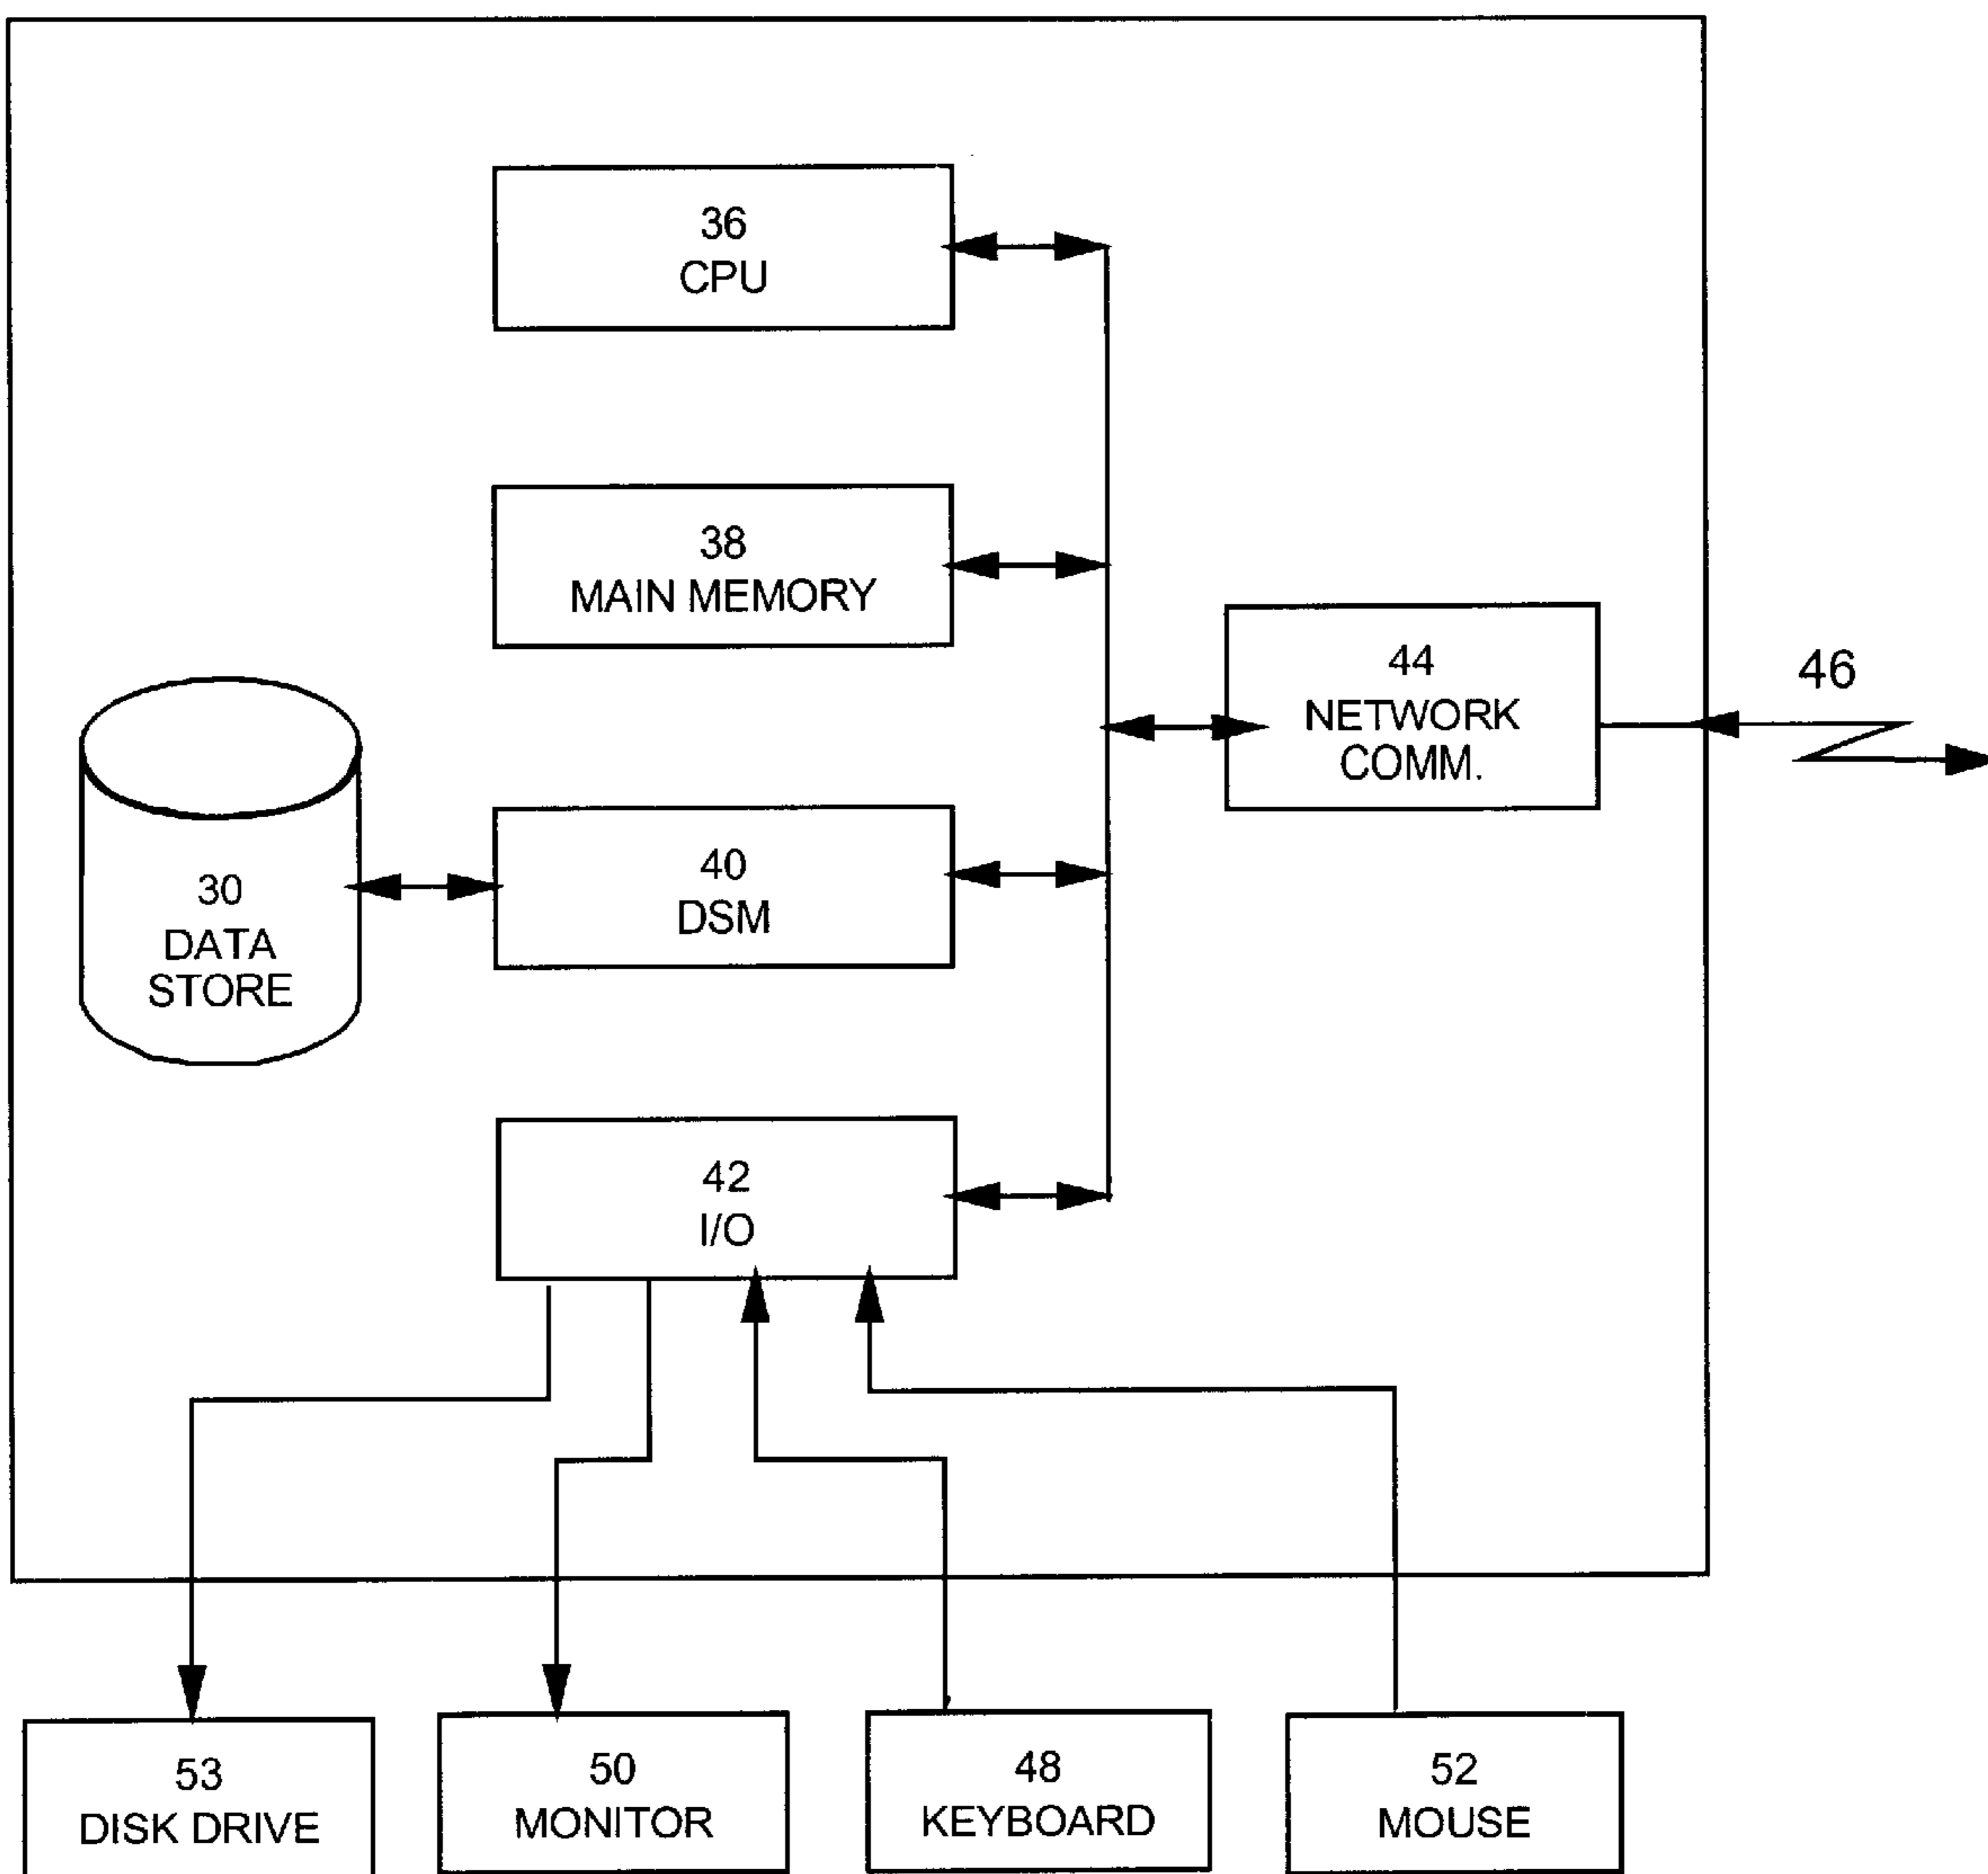 36
CPU
38
MAIN MEMORY
44
NETWORK
COMM.
46
30
DATA
STORE
40
DSM
42
I/O
53
DISK DRIVE
50
MONITOR
48
KEYBOARD
52
MOUSE